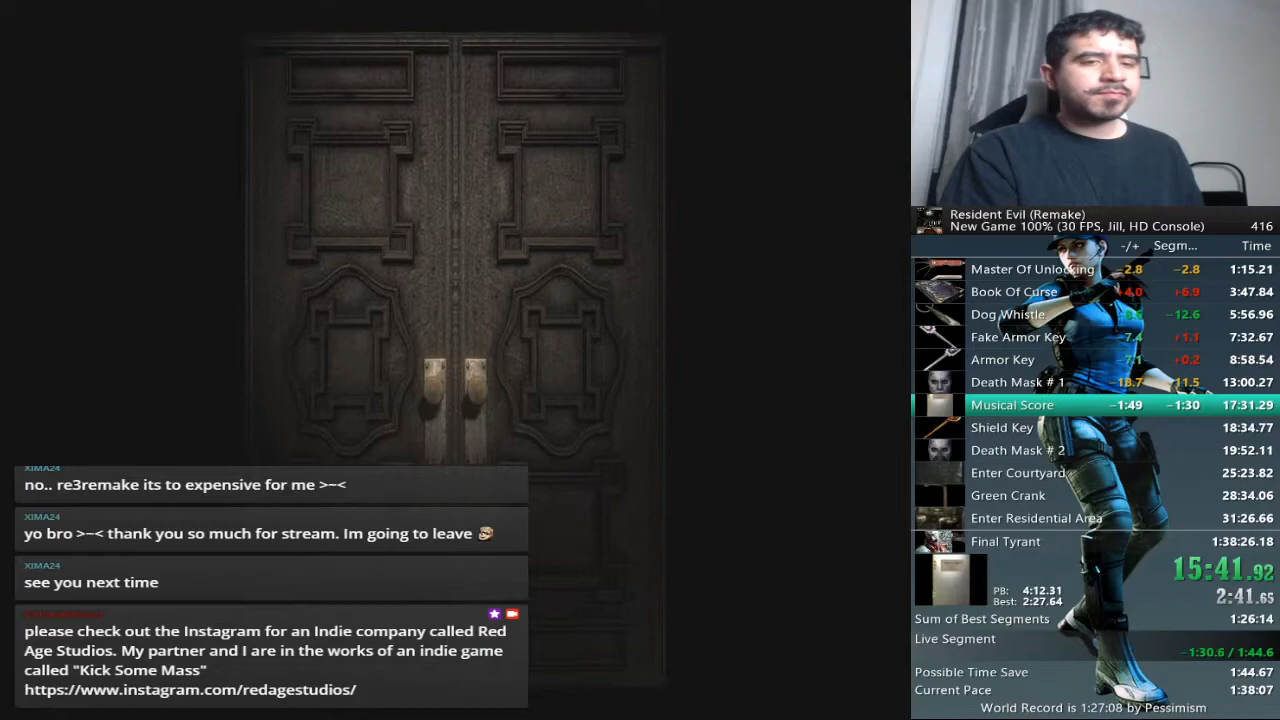 XIMA24
no.. re3remake its to expensive for me >~<
XIMA24
yo bro >~< thank you so much for stream. Im going to leave
XIMA24
see you next time
please check out the Instagram for an Indie company called Red
Age Studios. My partner and I are in the works of an indie game
called "Kick Some Mass"
https://www.instagram.com/redagestudios/
Resident Evil (Remake)
New Game 100% (30 FPS, Jill, HD Console) 416
-/+ Segm... Time
Master Of Unlocking −2.8 −2.8 1:15.21
Book Of Curse +4.0 +6.9 3:47.84
Dog Whistle −12.6 5:56.96
Fake Armor Key −7.4 +1.1 7:32.67
Armor Key −7.1 +0.2 8:58.54
Death Mask # 1 −18.7 −11.5 13:00.27
Musical Score −1:49 −1:30 17:31.29
Shield Key 18:34.77
Death Mask # 2 19:52.11
Enter Courtyard 25:23.82
Green Crank 28:34.06
Enter Residential Area 31:26.66
Final Tyrant 1:38:26.18
15:41.92
PB: 4:12.31
Best: 2:27.64
2:41.65
Sum of Best Segments 1:26:14
Live Segment
−1:30.6 / 1:44.6
Possible Time Save 1:44.67
Current Pace 1:38:07
World Record is 1:27:08 by Pessimism